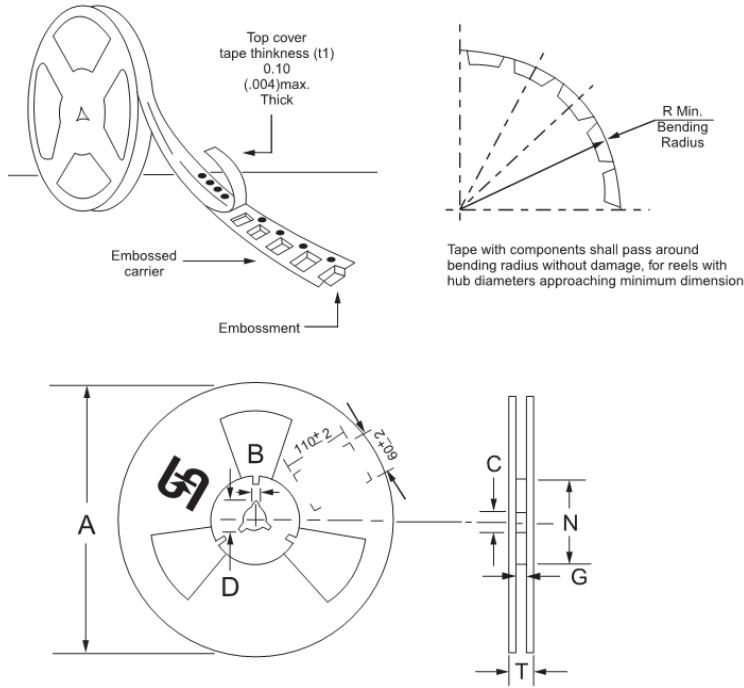 Top cover
tape thinkness (t1)
0.10
(.004)max.
Thick
R Min.
Bending
Radius
Embossed
carrier
Embossment
Tape with components shall pass around
bending radius without damage, for reels with
hub diameters approaching minimum dimension
A
B
110±2
60±2
D
C
N
G
T